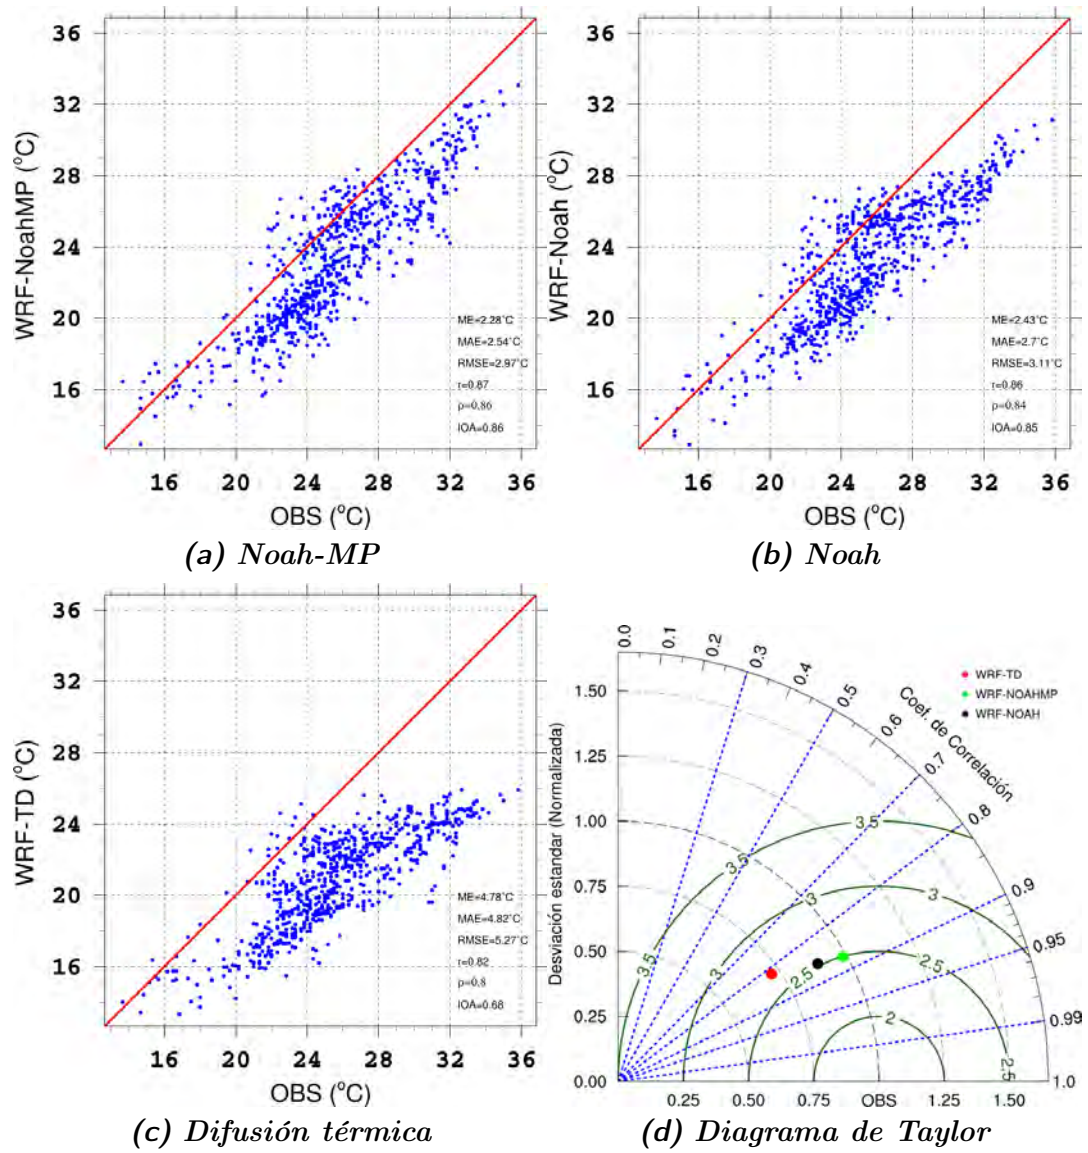 36
32
28
24
20
16
WRF-NoahMP (°C)
ME=2.28°C
MAE=2.54°C
RMSE=2.97°C
r=0.87
ρ=0.86
IOA=0.86
16 20 24 28 32 36
OBS (°C)
(a) Noah-MP
36
32
28
24
20
16
WRF-Noah (°C)
ME=2.43°C
MAE=2.7°C
RMSE=3.11°C
r=0.86
ρ=0.84
IOA=0.85
16 20 24 28 32 36
OBS (°C)
(b) Noah
36
32
28
24
20
16
WRF-TD (°C)
ME=4.78°C
MAE=4.82°C
RMSE=5.27°C
r=0.82
ρ=0.8
IOA=0.68
16 20 24 28 32 36
OBS (°C)
(c) Difusión térmica
WRF-TD
WRF-NOAHMP
WRF-NOAH
0.0 0.1 0.2 0.3 0.4 0.5 0.6 0.7 0.8 0.9 0.95 0.99 1.0
Coef. de Correlación
Desviación estandar (Normalizada)
1.50
1.25
1.00
0.75
0.50
0.25
0.00
3.5 3.5 3.5
3 3 3
2.5 2.5 2.5
2
0.25 0.50 0.75 OBS 1.25 1.50
(d) Diagrama de Taylor